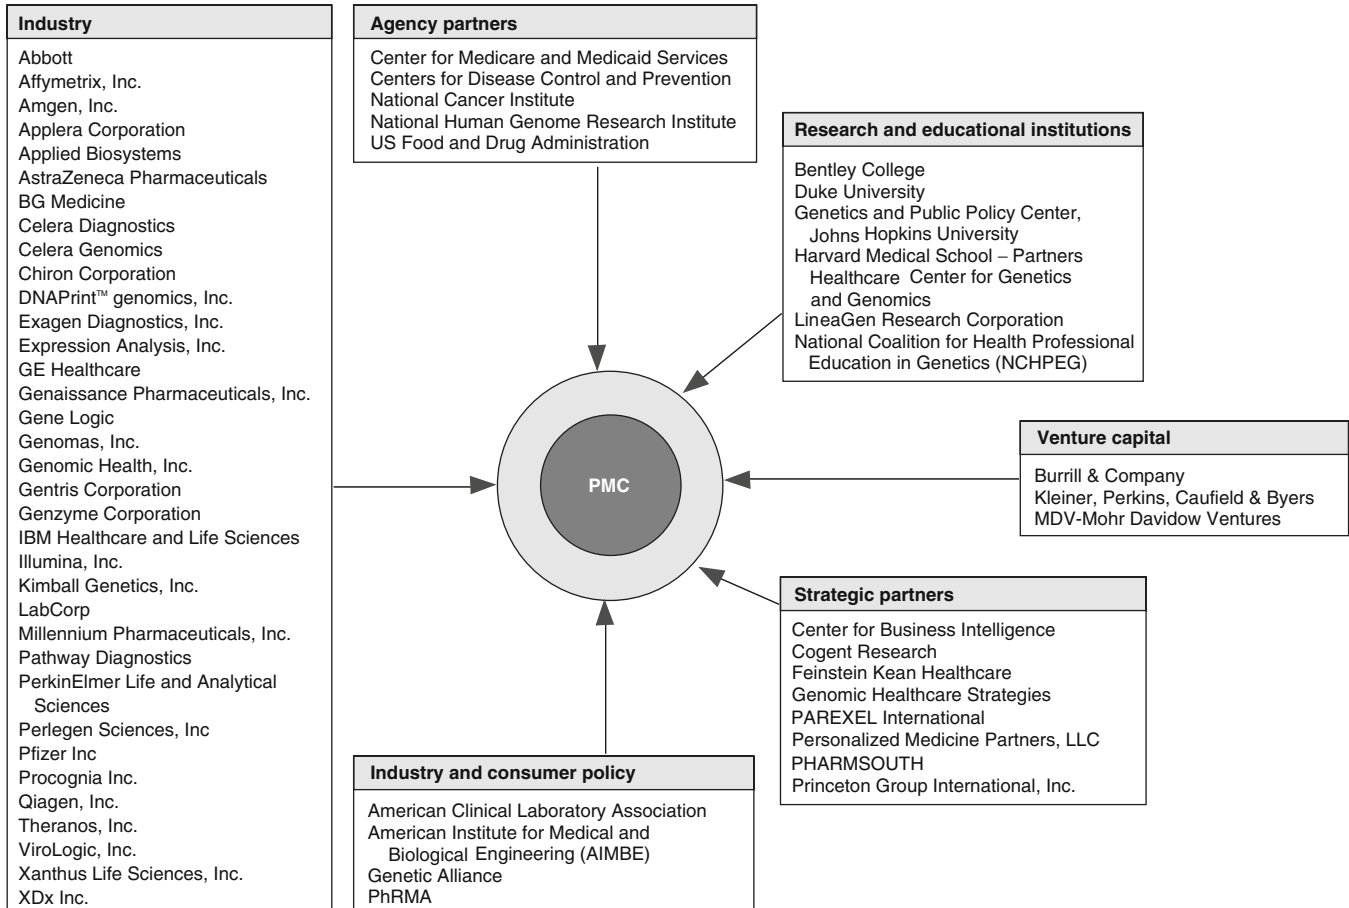 Industry
Abbott
Affymetrix, Inc.
Amgen, Inc.
Applera Corporation
Applied Biosystems
AstraZeneca Pharmaceuticals
BG Medicine
Celera Diagnostics
Celera Genomics
Chiron Corporation
DNAPrint™ genomics, Inc.
Exagen Diagnostics, Inc.
Expression Analysis, Inc.
GE Healthcare
Genaissance Pharmaceuticals, Inc.
Gene Logic
Genomas, Inc.
Genomic Health, Inc.
Gentris Corporation
Genzyme Corporation
IBM Healthcare and Life Sciences
Illumina, Inc.
Kimball Genetics, Inc.
LabCorp
Millennium Pharmaceuticals, Inc.
Pathway Diagnostics
PerkinElmer Life and Analytical
Sciences
Perlegen Sciences, Inc
Pfizer Inc
Procognia Inc.
Qiagen, Inc.
Theranos, Inc.
ViroLogic, Inc.
Xanthus Life Sciences, Inc.
XDx Inc.
Agency partners
Center for Medicare and Medicaid Services
Centers for Disease Control and Prevention
National Cancer Institute
National Human Genome Research Institute
US Food and Drug Administration
Research and educational institutions
Bentley College
Duke University
Genetics and Public Policy Center,
Johns Hopkins University
Harvard Medical School – Partners
Healthcare Center for Genetics
and Genomics
LineaGen Research Corporation
National Coalition for Health Professional
Education in Genetics (NCHPEG)
PMC
Venture capital
Burrill & Company
Kleiner, Perkins, Caufield & Byers
MDV-Mohr Davidow Ventures
Strategic partners
Center for Business Intelligence
Cogent Research
Feinstein Kean Healthcare
Genomic Healthcare Strategies
PAREXEL International
Personalized Medicine Partners, LLC
PHARMSOUTH
Princeton Group International, Inc.
Industry and consumer policy
American Clinical Laboratory Association
American Institute for Medical and
Biological Engineering (AIMBE)
Genetic Alliance
PhRMA